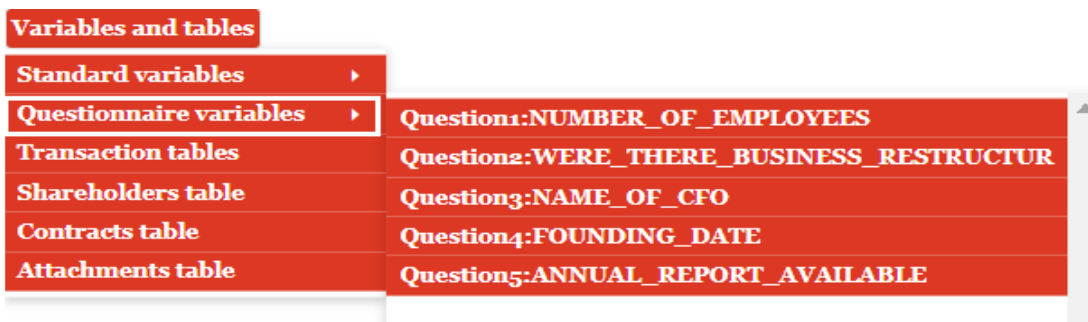 Variables and tables
Standard variables
Questionnaire variables
Transaction tables
Shareholders table
Contracts table
Attachments table
Question1:NUMBER_OF_EMPLOYEES
Question2:WERE_THERE_BUSINESS_RESTRUCTUR
Question3:NAME_OF_CFO
Question4:FOUNDING_DATE
Question5:ANNUAL_REPORT_AVAILABLE